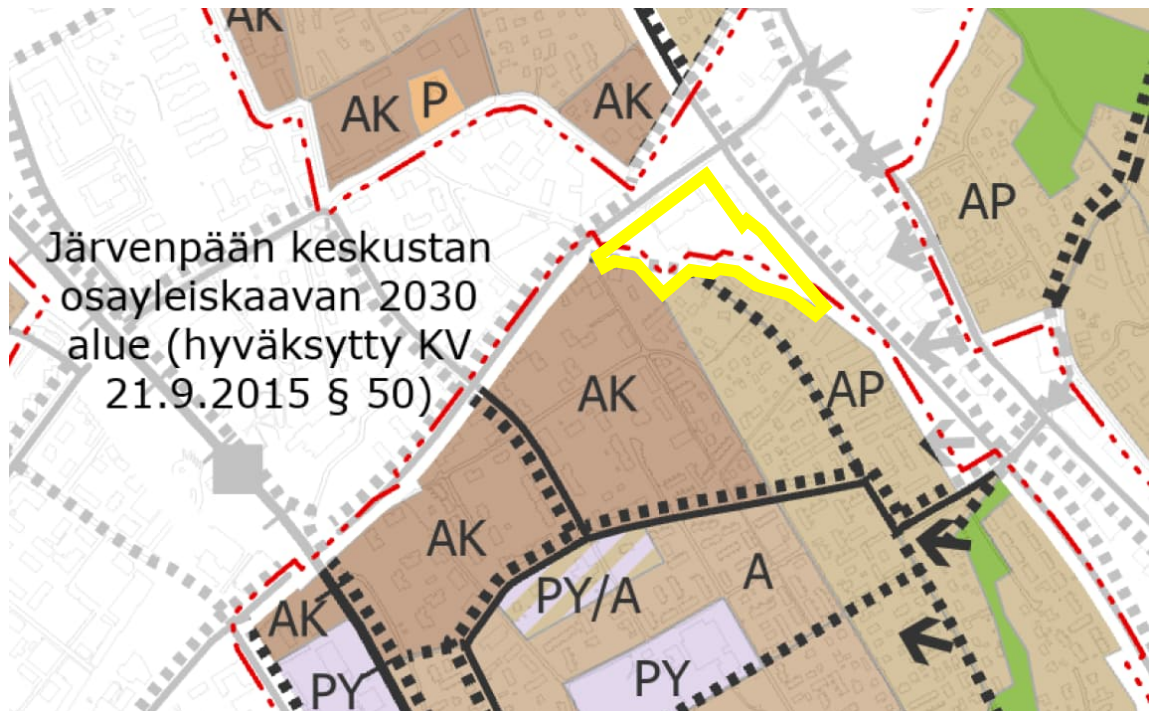 AK
AK
P
AK
AP
Järvenpään keskustan
osayleiskaavan 2030
alue (hyväksytty KV
21.9.2015 § 50)
AK
AP
AK
PY/A
A
AK
PY
PY